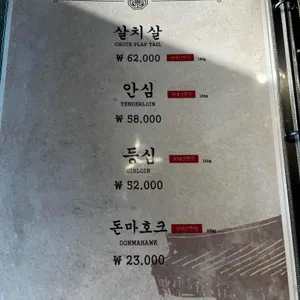 살치살
CHUCK FLAP TAIL
₩ 62,000
안심
TENDERLOIN
₩ 58,000
등심
SIRLOIN
₩ 52,000
돈마호크
DONMAHAWK
₩ 23,000